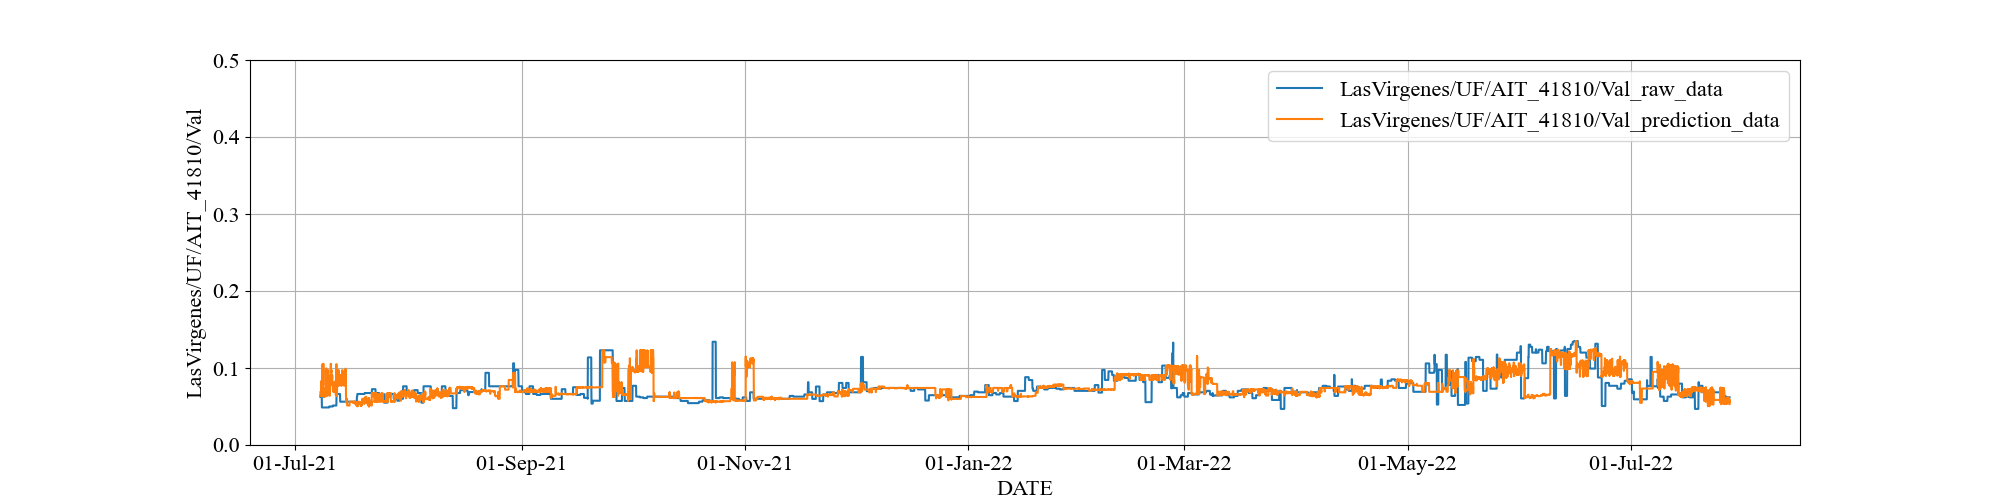 LasVirgenes/UF/AIT_41810/Val
0.5
0.4
0.3
0.2
0.1
0.0
LasVirgenes/UF/AIT_41810/Val_raw_data
LasVirgenes/UF/AIT_41810/Val_prediction_data
01-Jul-21 01-Sep-21 01-Nov-21 01-Jan-22 01-Mar-22 01-May-22 01-Jul-22
DATE